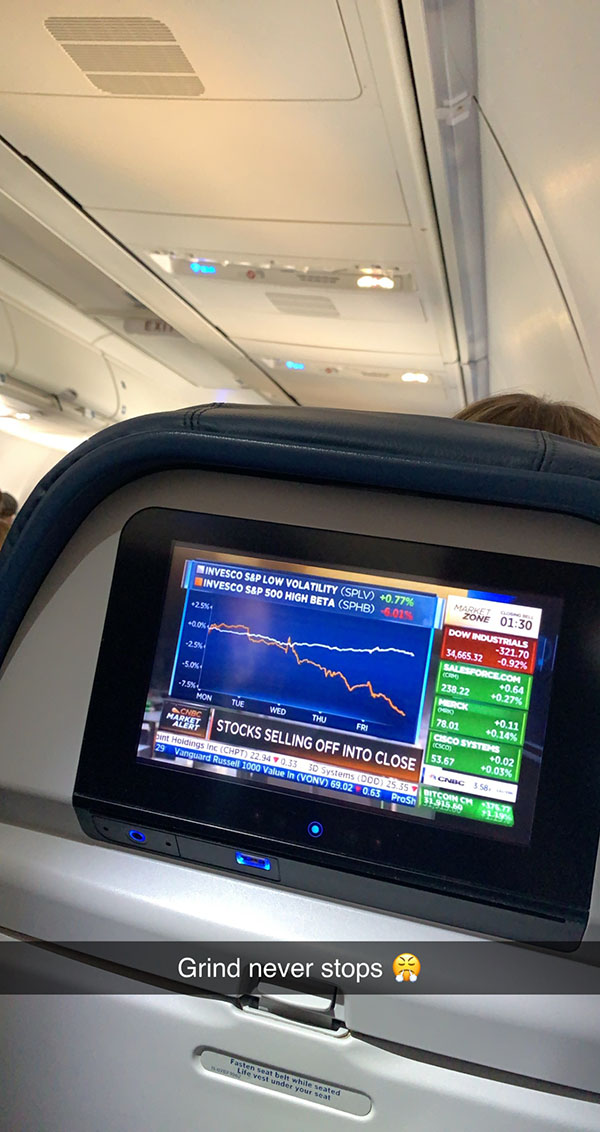 EXIT
INVESCO S&P LOW VOLATILITY (SPLV) +0.77%
INVESCO S&P 500 HIGH BETA (SPHB) -6.01%
+2.5%
+0.0%
-2.5%
-5.0%
-7.5%
MON TUE WED THU FRI
MARKET ZONE
CLOSING BELL
01:30
DOW INDUSTRIALS
-321.70
34,665.32 -0.92%
SALESFORCE.COM
(CRM) +0.64
238.22 +0.27%
MERCK
(MRK) +0.11
78.01 +0.14%
CISCO SYSTEMS
(CSCO) +0.02
53.67 +0.03%
CNBC 3:58
BITCOIN CM
31,915.60 +1.19%
CNBC
MARKET
ALERT
STOCKS SELLING OFF INTO CLOSE
oint Holdings Inc (CHPT) 22.94 ▼ 0.33 3D Systems (DDD) 25.35 ▼
29 Vanguard Russell 1000 Value In (VONV) 69.02 ▼ 0.63 ProSh
Grind never stops 😤
Fasten seat belt while seated
Life vest under your seat